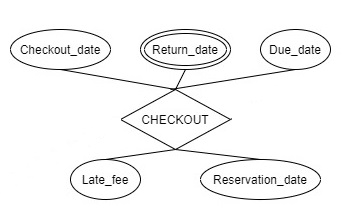 Checkout_date
Return_date
Due_date
CHECKOUT
Late_fee
Reservation_date